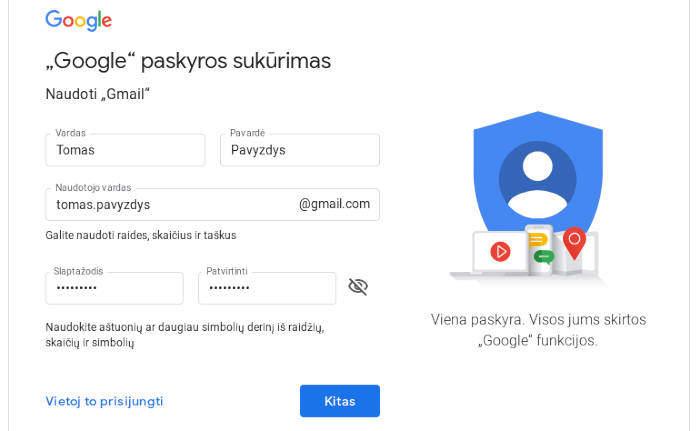 Google
„Google“ paskyros sukūrimas
Naudoti „Gmail“
Vardas
Tomas
Pavardė
Pavyzdys
Naudotojo vardas
tomas.pavyzdys
@gmail.com
Galite naudoti raides, skaičius ir taškus
Slaptažodis
•••••••••
Patvirtinti
•••••••••
Naudokite aštuonių ar daugiau simbolių derinį iš raidžių,
skaičių ir simbolių
Vietoj to prisijungti
Kitas
Viena paskyra. Visos jums skirtos
„Google“ funkcijos.